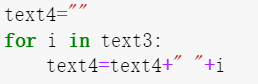 text4=""
for i in text3:
    text4=text4+" "+i